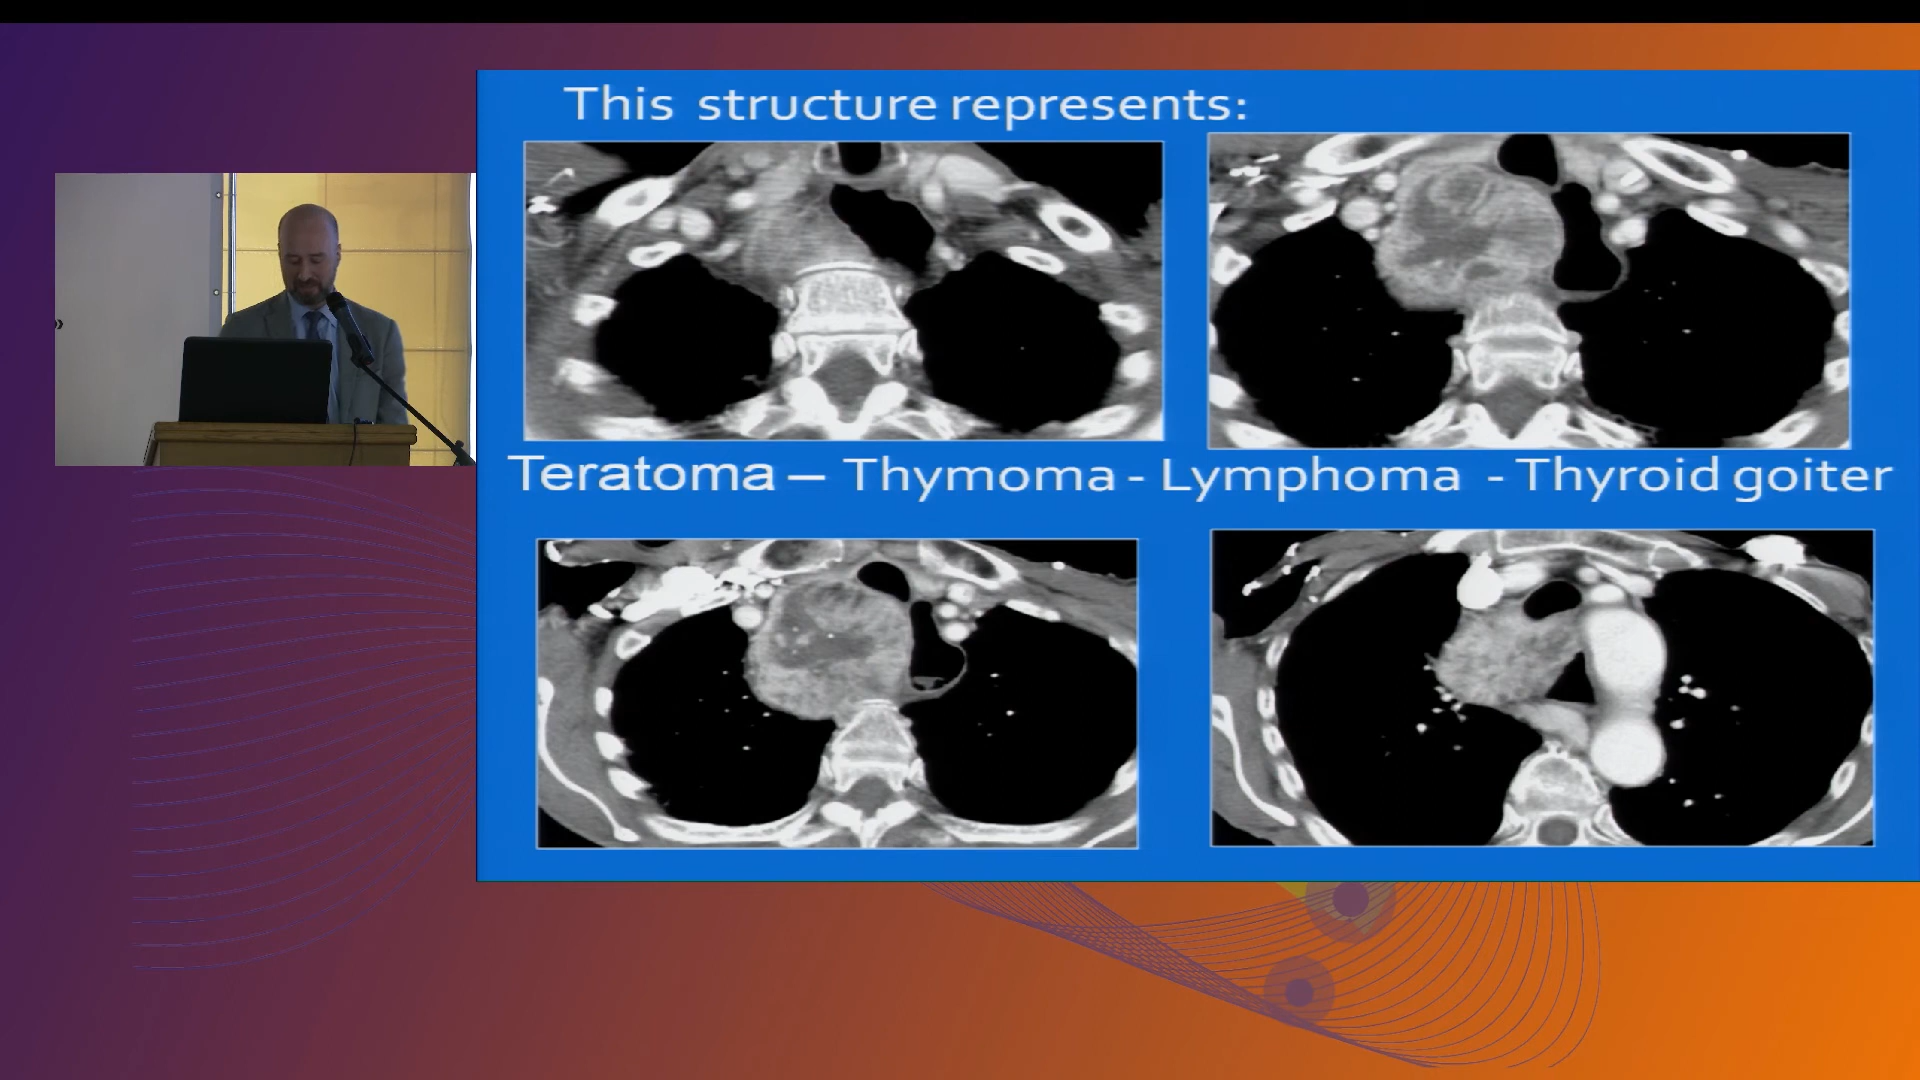 This structure represents:
Teratoma – Thymoma - Lymphoma - Thyroid goiter